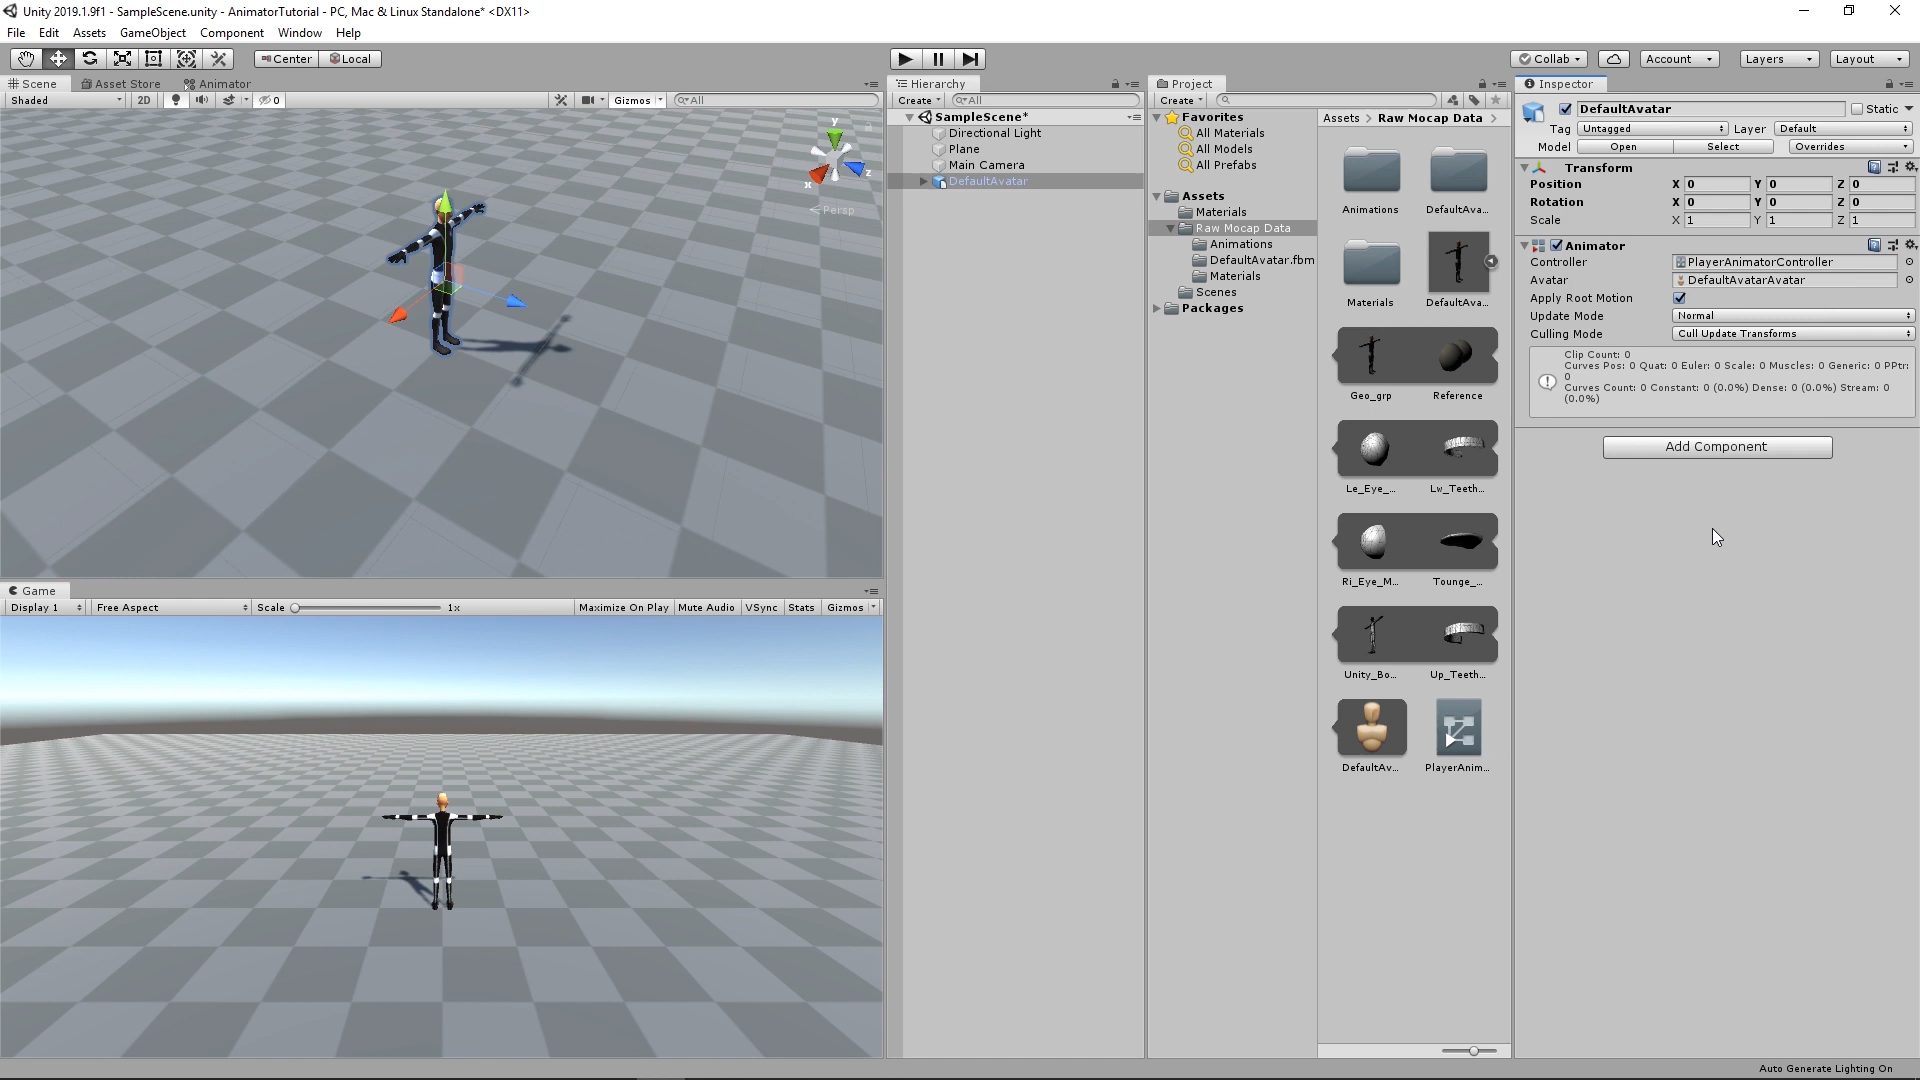 Unity 2019.1.9f1 - SampleScene.unity - AnimatorTutorial - PC, Mac & Linux Standalone* <DX11>
File Edit Assets GameObject Component Window Help
Center Local
Collab Account Layers Layout
Scene Asset Store Animator
Shaded 2D 0 Gizmos All
y
x
z
Persp
Game
Display 1 Free Aspect Scale 1x Maximize On Play Mute Audio VSync Stats Gizmos
Hierarchy
Create All
SampleScene*
Directional Light
Plane
Main Camera
DefaultAvatar
Project
Create
Favorites
All Materials
All Models
All Prefabs
Assets
Materials
Raw Mocap Data
Animations
DefaultAvatar.fbm
Materials
Scenes
Packages
Assets > Raw Mocap Data >
Animations DefaultAva...
Materials DefaultAva...
Geo_grp Reference
Le_Eye_... Lw_Teeth...
Ri_Eye_M... Tounge_...
Unity_Bo... Up_Teeth...
DefaultAv... PlayerAnim...
Inspector
DefaultAvatar Static
Tag Untagged Layer Default
Model Open Select Overrides
Transform
Position X 0 Y 0 Z 0
Rotation X 0 Y 0 Z 0
Scale X 1 Y 1 Z 1
Animator
Controller PlayerAnimatorController
Avatar DefaultAvatarAvatar
Apply Root Motion
Update Mode Normal
Culling Mode Cull Update Transforms
Clip Count: 0
Curves Pos: 0 Quat: 0 Euler: 0 Scale: 0 Muscles: 0 Generic: 0 PPtr:
0
Curves Count: 0 Constant: 0 (0.0%) Dense: 0 (0.0%) Stream: 0
(0.0%)
Add Component
Auto Generate Lighting On